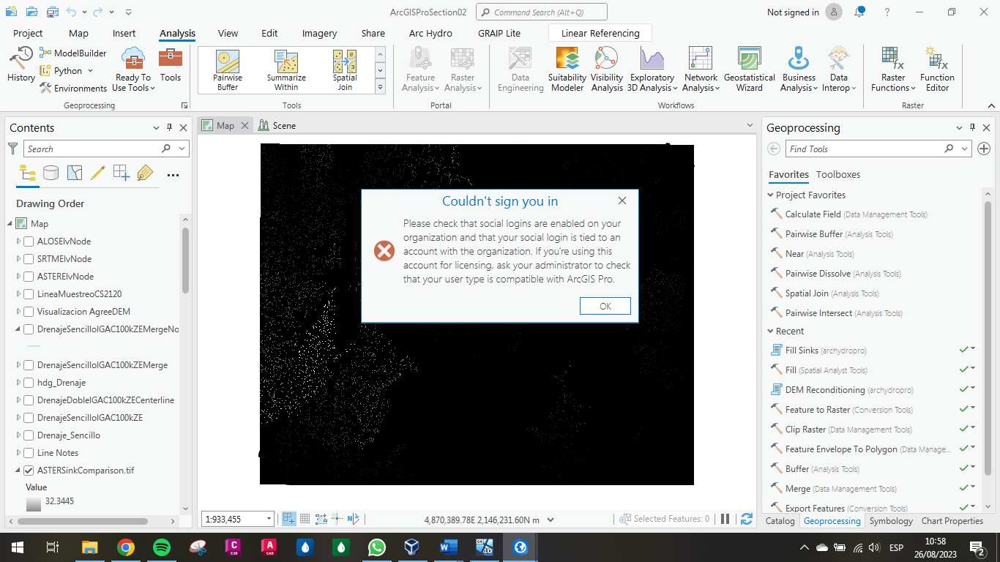 ArcGISProSection02
Command Search (Alt+Q)
Not signed in
Project
Map
Insert
Analysis
View
Edit
Imagery
Share
Arc Hydro
GRAIP Lite
Linear Referencing
History
ModelBuilder
Python
Environments
Ready To
Use Tools
Tools
Pairwise
Buffer
Summarize
Within
Spatial
Join
Feature
Analysis
Raster
Analysis
Data
Engineering
Suitability
Modeler
Visibility
Analysis
Exploratory
3D Analysis
Network
Analysis
Geostatistical
Wizard
Business
Analysis
Data
Interop
Raster
Functions
Function
Editor
Geoprocessing
Tools
Portal
Workflows
Raster
Contents
Search
Drawing Order
Map
ALOSElvNode
SRTMElvNode
ASTERElvNode
LineaMuestreoCS2120
Visualizacion AgreeDEM
DrenajeSencilloIGAC100kZEMergeNo
DrenajeSencilloIGAC100kZEMerge
hdg_Drenaje
DrenajeDobleIGAC100kZECenterline
DrenajeSencilloIGAC100kZE
Drenaje_Sencillo
Line Notes
ASTERSinkComparison.tif
Value
32.3445
Map
Scene
Couldn't sign you in
Please check that social logins are enabled on your
organization and that your social login is tied to an
account with the organization. If you're using this
account for licensing, ask your administrator to check
that your user type is compatible with ArcGIS Pro.
OK
1:933,455
4,870,389.78E 2,146,231.60N m
Selected Features: 0
Geoprocessing
Find Tools
Favorites
Toolboxes
Project Favorites
Calculate Field (Data Management Tools)
Pairwise Buffer (Analysis Tools)
Near (Analysis Tools)
Pairwise Dissolve (Analysis Tools)
Spatial Join (Analysis Tools)
Pairwise Intersect (Analysis Tools)
Recent
Fill Sinks (archydropro)
Fill (Spatial Analyst Tools)
DEM Reconditioning (archydropro)
Feature to Raster (Conversion Tools)
Clip Raster (Data Management Tools)
Feature Envelope To Polygon (Data Manage...
Buffer (Analysis Tools)
Merge (Data Management Tools)
Export Features (Conversion Tools)
Catalog
Geoprocessing
Symbology
Chart Properties
ESP
10:58
26/08/2023
2